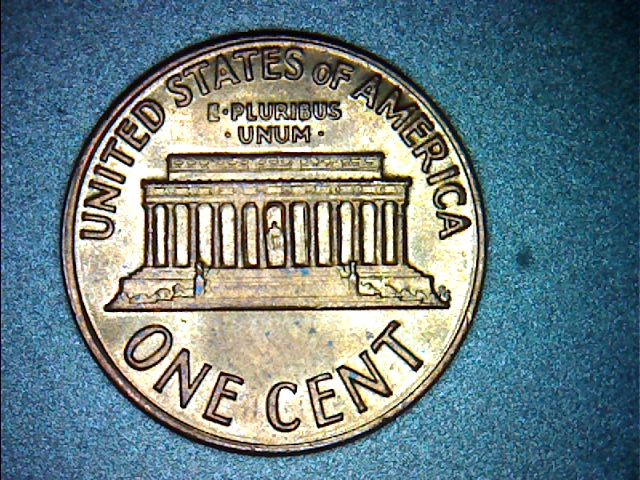 UNITED STATES OF AMERICA
E·PLURIBUS
·UNUM·
ONE CENT